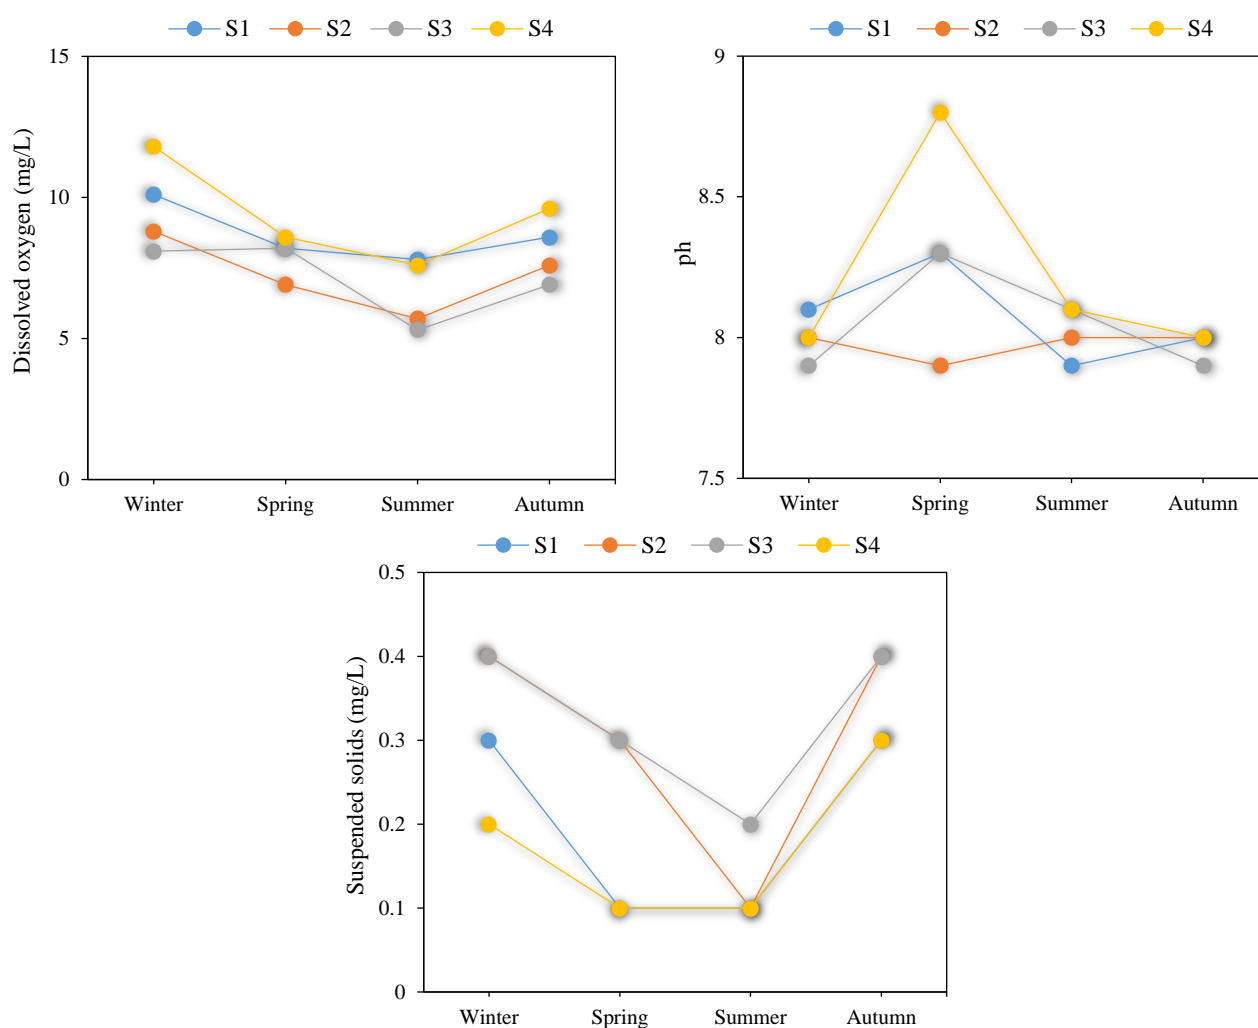 S1 S2 S3 S4
15
10
5
0
Dissolved oxygen (mg/L)
Winter Spring Summer Autumn
S1 S2 S3 S4
9
8.5
8
7.5
ph
Winter Spring Summer Autumn
S1 S2 S3 S4
0.5
0.4
0.3
0.2
0.1
0
Suspended solids (mg/L)
Winter Spring Summer Autumn